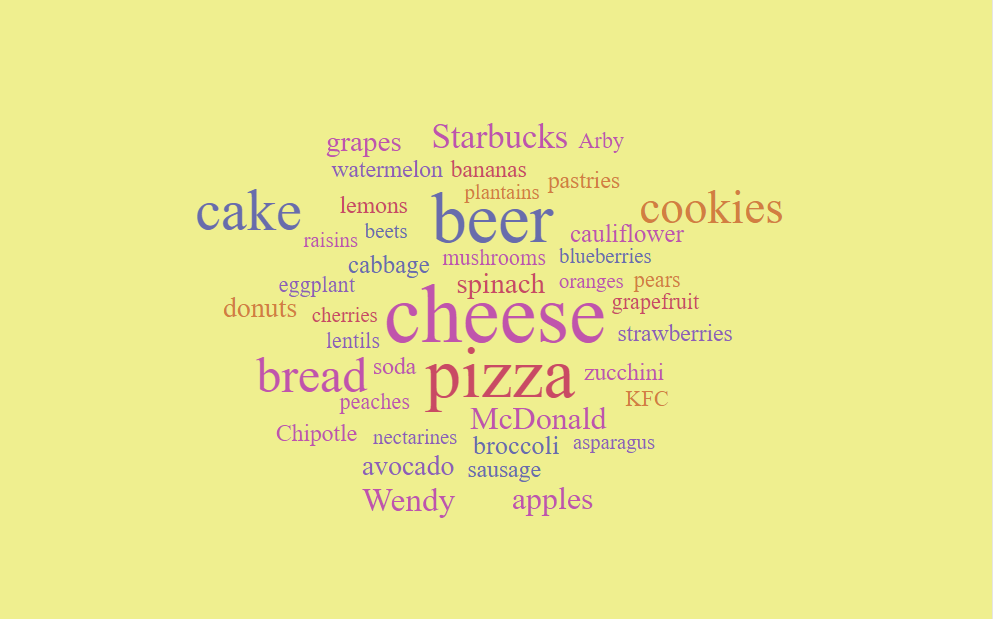 grapes Starbucks Arby
watermelon bananas
plantains pastries
cake lemons beer cookies
raisins beets cauliflower
cabbage mushrooms blueberries
eggplant spinach oranges pears
donuts cherries cheese grapefruit
lentils strawberries
bread soda pizza zucchini
peaches KFC
McDonald
Chipotle nectarines broccoli asparagus
avocado sausage
Wendy apples